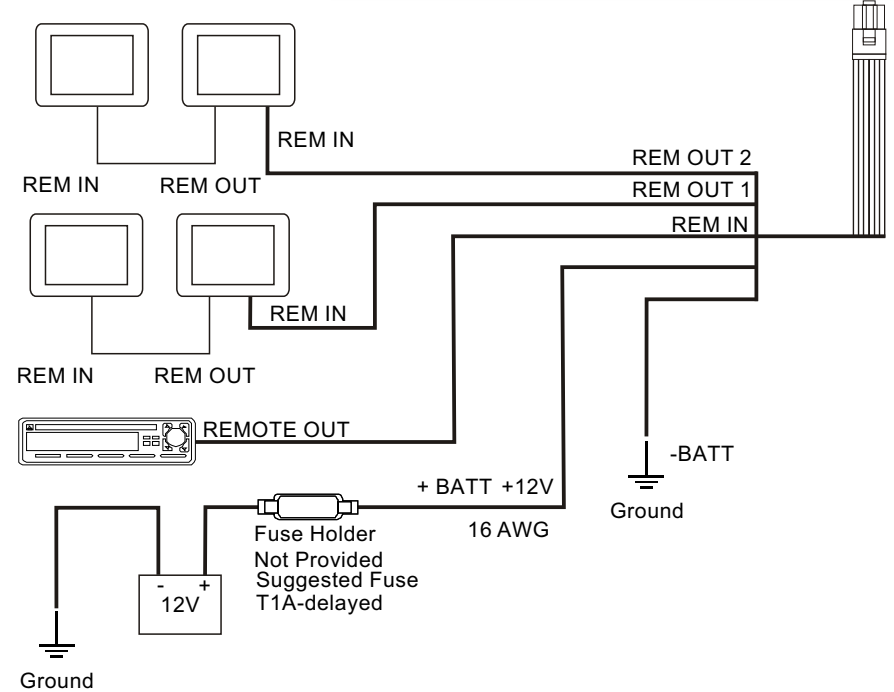 REM IN
REM OUT 2
REM IN
REM OUT
REM OUT 1
REM IN
REM IN
REM IN
REM OUT
REMOTE OUT
-BATT
+ BATT +12V
Ground
16 AWG
Fuse Holder
Not Provided
Suggested Fuse
T1A-delayed
- +
12V
Ground